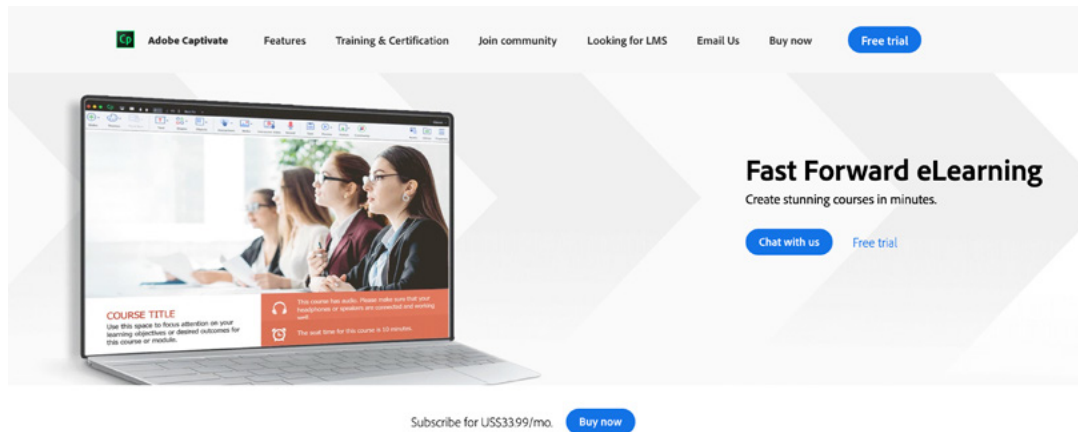 Cp Adobe Captivate Features Training & Certification Join community Looking for LMS Email Us Buy now Free trial
Fast Forward eLearning
Create stunning courses in minutes.
Chat with us Free trial
COURSE TITLE
Use this space to focus attention on your
learning objectives or desired outcomes for
this course or module.
This course has audio. Please make sure that your
headphones or speakers are connected and working
well.
The wait time for this course is 10 minutes.
Subscribe for US$33.99/mo. Buy now